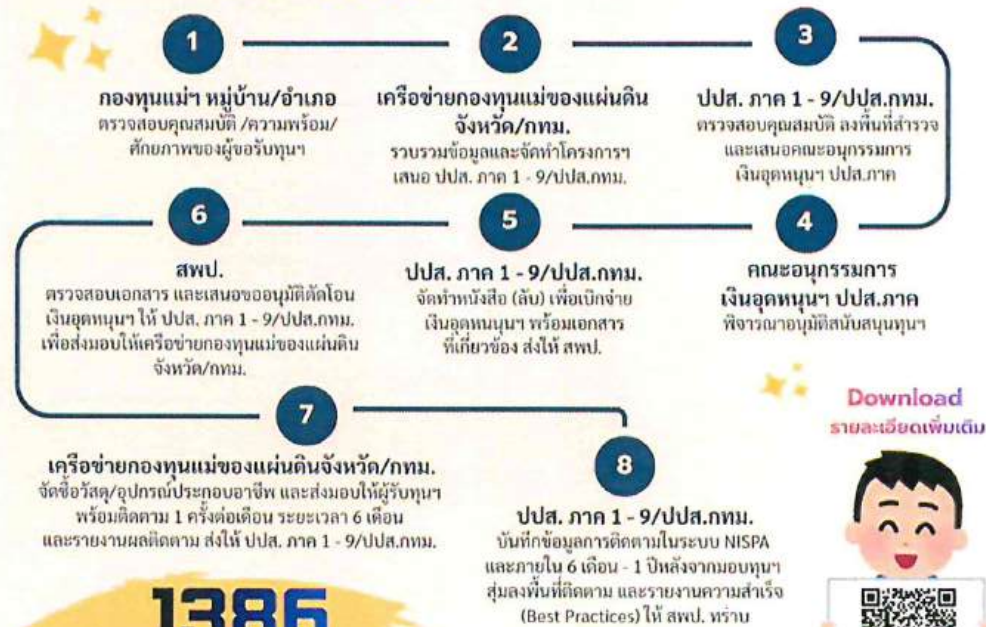 1
กองทุนแม่ฯ หมู่บ้าน/อำเภอ
ตรวจสอบคุณสมบัติ /ความพร้อม/
ศักยภาพของผู้ขอรับทุนฯ
2
เครือข่ายกองทุนแม่ของแผ่นดิน
จังหวัด/กทม.
รวบรวมข้อมูลและจัดทำโครงการฯ
เสนอ ปปส. ภาค 1 - 9/ปปส.กทม.
3
ปปส. ภาค 1 - 9/ปปส.กทม.
ตรวจสอบคุณสมบัติ ลงพื้นที่สำรวจ
และเสนอคณะอนุกรรมการ
เงินอุดหนุนฯ ปปส.ภาค
4
คณะอนุกรรมการ
เงินอุดหนุนฯ ปปส.ภาค
พิจารณาอนุมัติสนับสนุนทุนฯ
5
ปปส. ภาค 1 - 9/ปปส.กทม.
จัดทำหนังสือ (ลับ) เพื่อเบิกจ่าย
เงินอุดหนุนฯ พร้อมเอกสาร
ที่เกี่ยวข้อง ส่งให้ สพป.
6
สพป.
ตรวจสอบเอกสาร และเสนอขออนุมัติตัดโอน
เงินอุดหนุนฯ ให้ ปปส. ภาค 1 - 9/ปปส.กทม.
เพื่อส่งมอบให้เครือข่ายกองทุนแม่ของแผ่นดิน
จังหวัด/กทม.
7
เครือข่ายกองทุนแม่ของแผ่นดินจังหวัด/กทม.
จัดซื้อวัสดุ/อุปกรณ์ประกอบอาชีพ และส่งมอบให้ผู้รับทุนฯ
พร้อมติดตาม 1 ครั้งต่อเดือน ระยะเวลา 6 เดือน
และรายงานผลติดตาม ส่งให้ ปปส. ภาค 1 - 9/ปปส.กทม.
8
ปปส. ภาค 1 - 9/ปปส.กทม.
บันทึกข้อมูลการติดตามในระบบ NISPA
และภายใน 6 เดือน - 1 ปีหลังจากมอบทุนฯ
สุ่มลงพื้นที่ติดตาม และรายงานความสำเร็จ
(Best Practices) ให้ สพป. ทราบ
Download
รายละเอียดเพิ่มเติม
1386